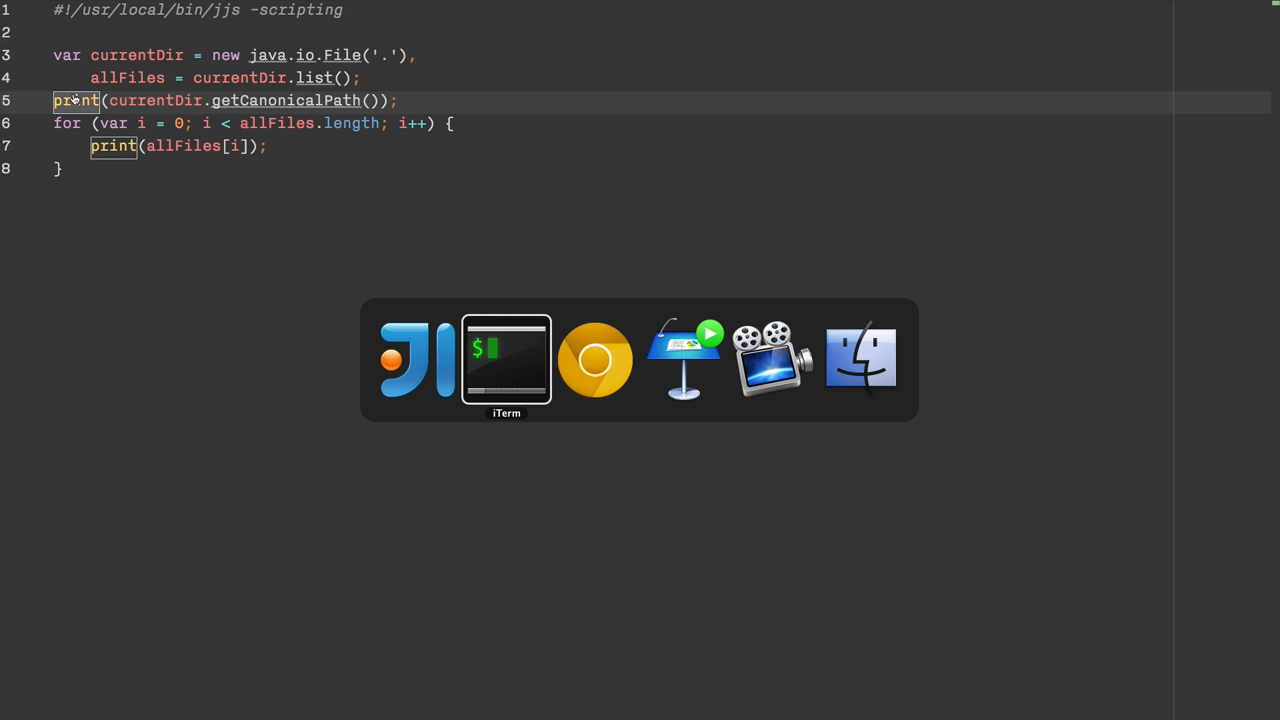 1 #!/usr/local/bin/jjs -scripting
2
3 var currentDir = new java.io.File('.'),
4     allFiles = currentDir.list();
5 print(currentDir.getCanonicalPath());
6 for (var i = 0; i < allFiles.length; i++) {
7     print(allFiles[i]);
8 }
$
iTerm